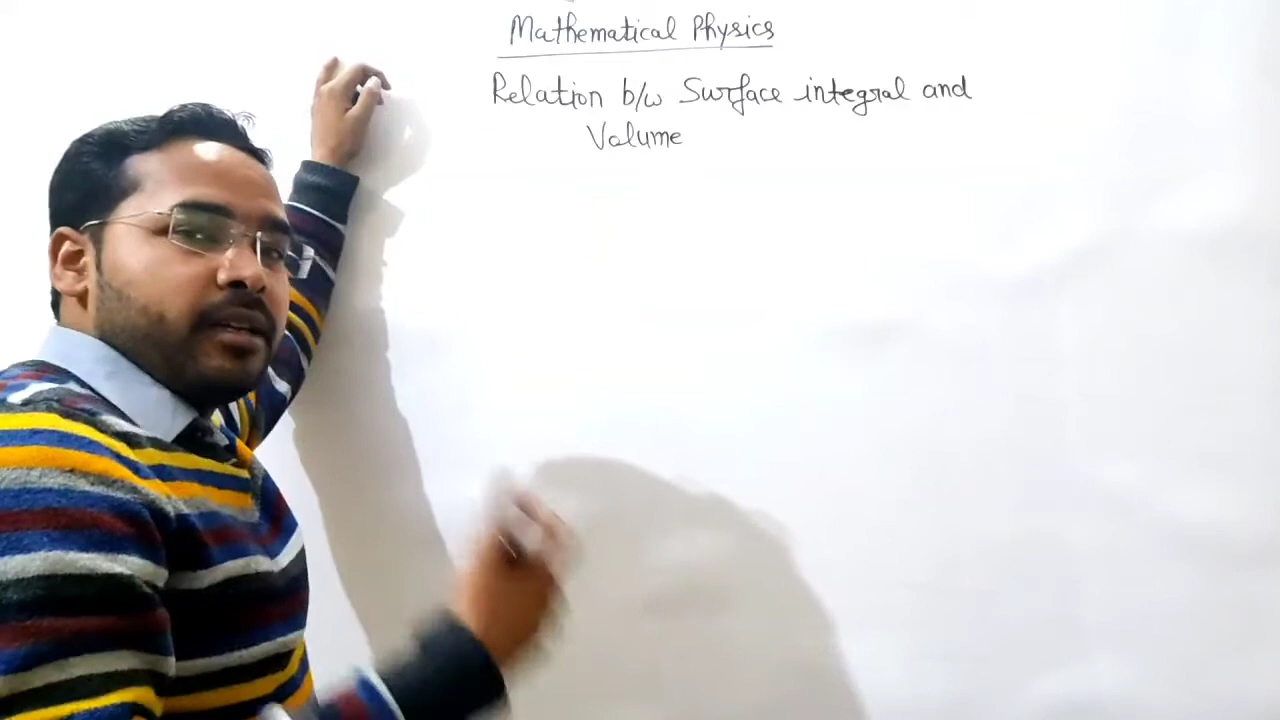 Mathematical Physics
Relation b/w Surface integral and
Volume